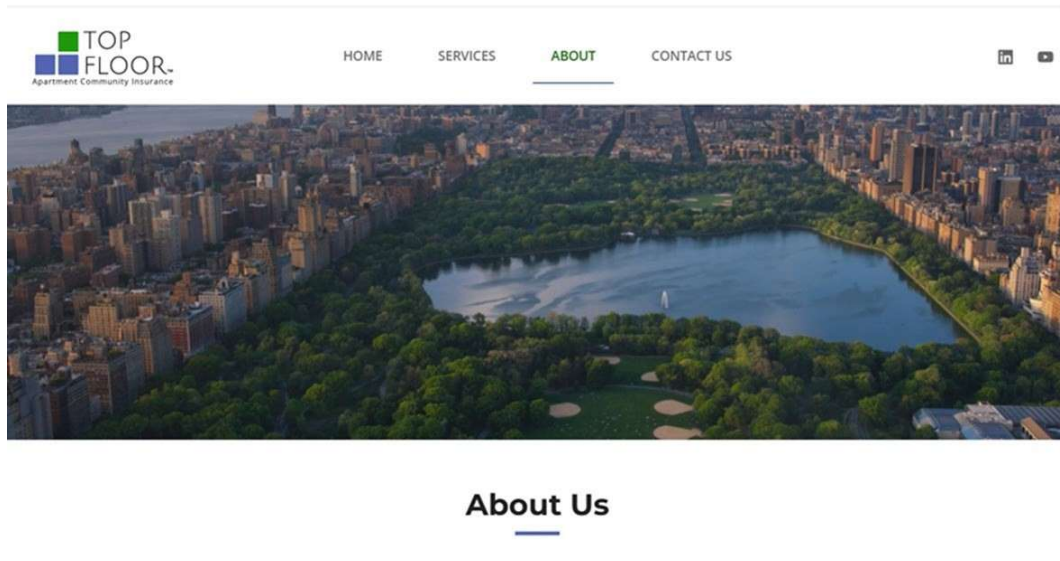 TOP
FLOOR™
Apartment Community Insurance
HOME SERVICES ABOUT CONTACT US
in
About Us